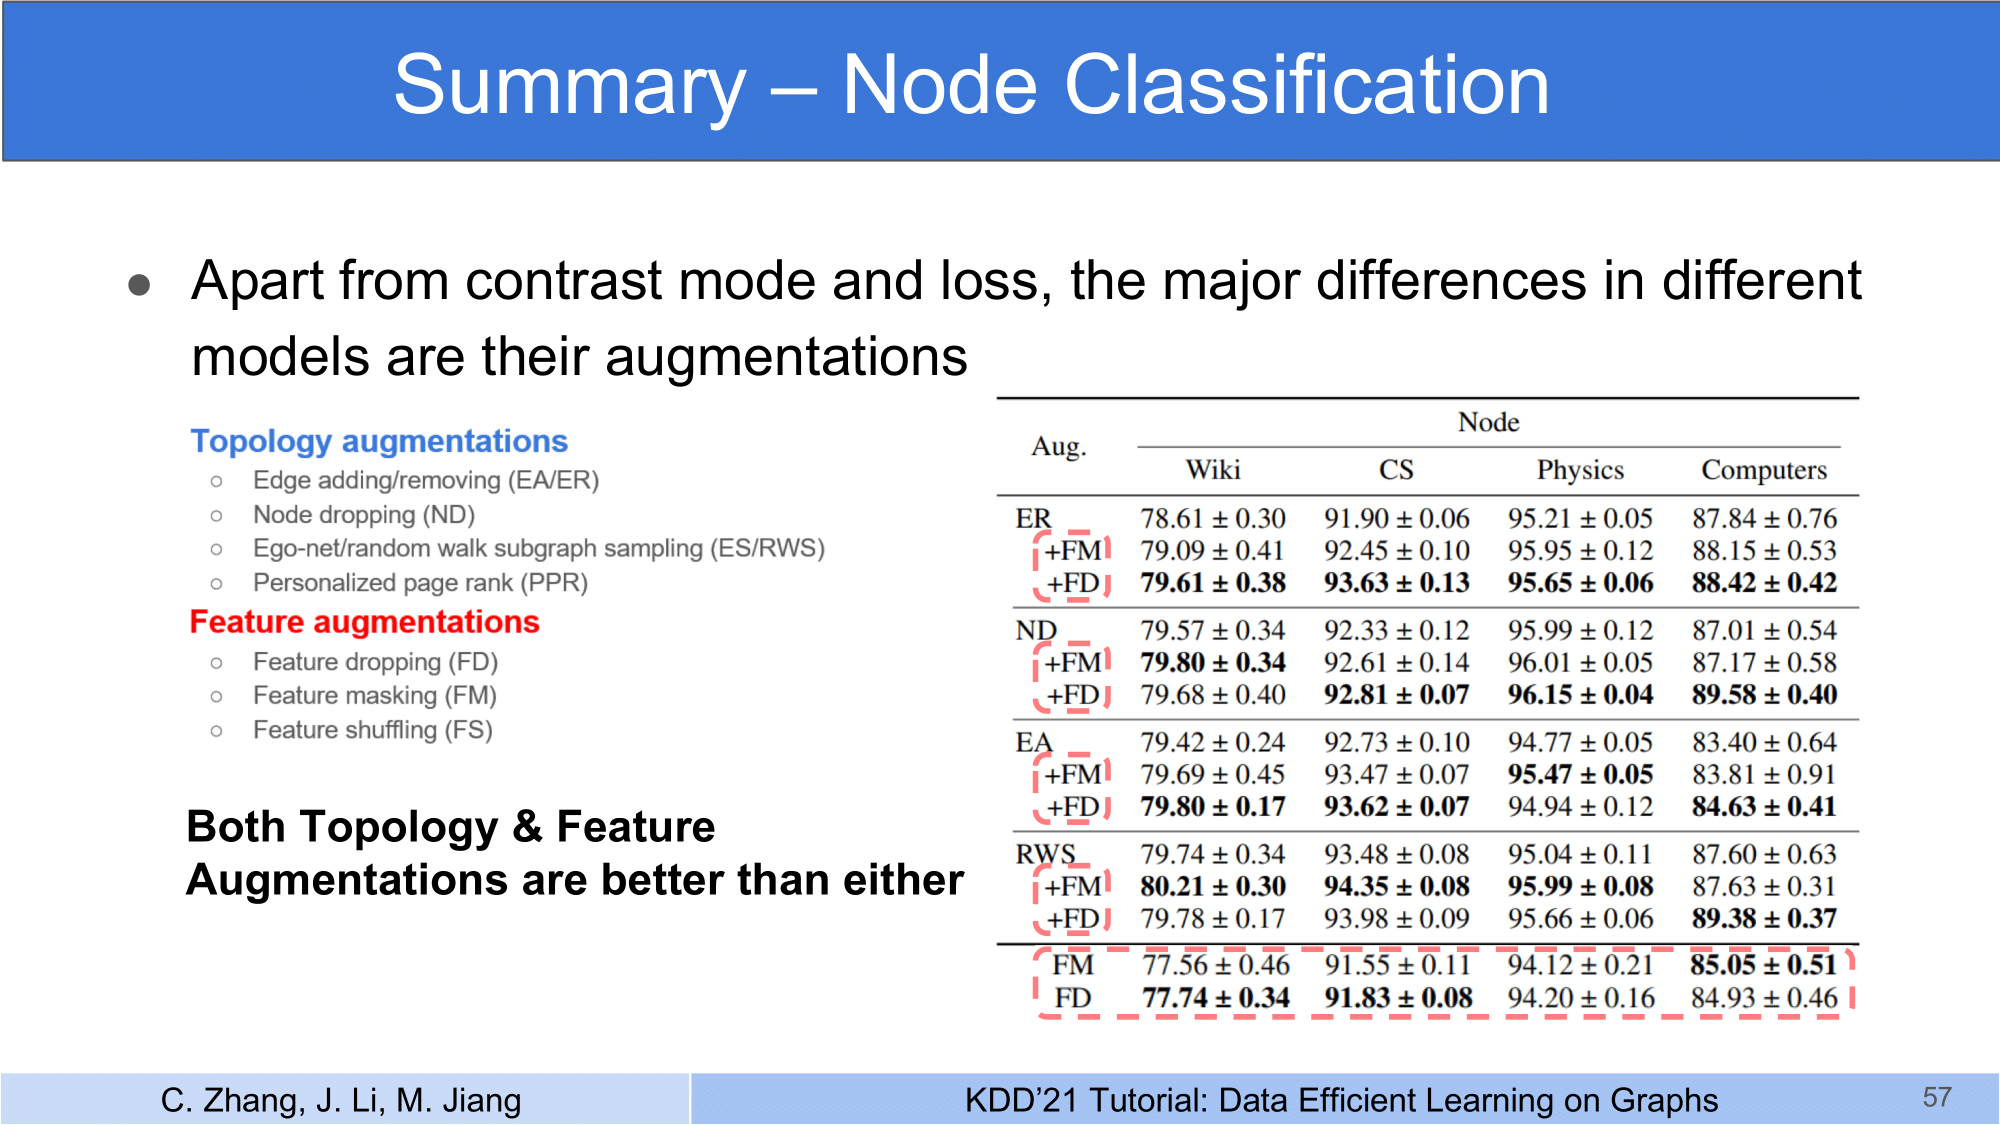 Summary – Node Classification
● Apart from contrast mode and loss, the major differences in different
models are their augmentations
Topology augmentations
○ Edge adding/removing (EA/ER)
○ Node dropping (ND)
○ Ego-net/random walk subgraph sampling (ES/RWS)
○ Personalized page rank (PPR)
Feature augmentations
○ Feature dropping (FD)
○ Feature masking (FM)
○ Feature shuffling (FS)
Both Topology & Feature
Augmentations are better than either
Node
Aug.
Wiki CS Physics Computers
ER 78.61 ± 0.30 91.90 ± 0.06 95.21 ± 0.05 87.84 ± 0.76
+FM 79.09 ± 0.41 92.45 ± 0.10 95.95 ± 0.12 88.15 ± 0.53
+FD 79.61 ± 0.38 93.63 ± 0.13 95.65 ± 0.06 88.42 ± 0.42
ND 79.57 ± 0.34 92.33 ± 0.12 95.99 ± 0.12 87.01 ± 0.54
+FM 79.80 ± 0.34 92.61 ± 0.14 96.01 ± 0.05 87.17 ± 0.58
+FD 79.68 ± 0.40 92.81 ± 0.07 96.15 ± 0.04 89.58 ± 0.40
EA 79.42 ± 0.24 92.73 ± 0.10 94.77 ± 0.05 83.40 ± 0.64
+FM 79.69 ± 0.45 93.47 ± 0.07 95.47 ± 0.05 83.81 ± 0.91
+FD 79.80 ± 0.17 93.62 ± 0.07 94.94 ± 0.12 84.63 ± 0.41
RWS 79.74 ± 0.34 93.48 ± 0.08 95.04 ± 0.11 87.60 ± 0.63
+FM 80.21 ± 0.30 94.35 ± 0.08 95.99 ± 0.08 87.63 ± 0.31
+FD 79.78 ± 0.17 93.98 ± 0.09 95.66 ± 0.06 89.38 ± 0.37
FM 77.56 ± 0.46 91.55 ± 0.11 94.12 ± 0.21 85.05 ± 0.51
FD 77.74 ± 0.34 91.83 ± 0.08 94.20 ± 0.16 84.93 ± 0.46
C. Zhang, J. Li, M. Jiang
KDD’21 Tutorial: Data Efficient Learning on Graphs
57